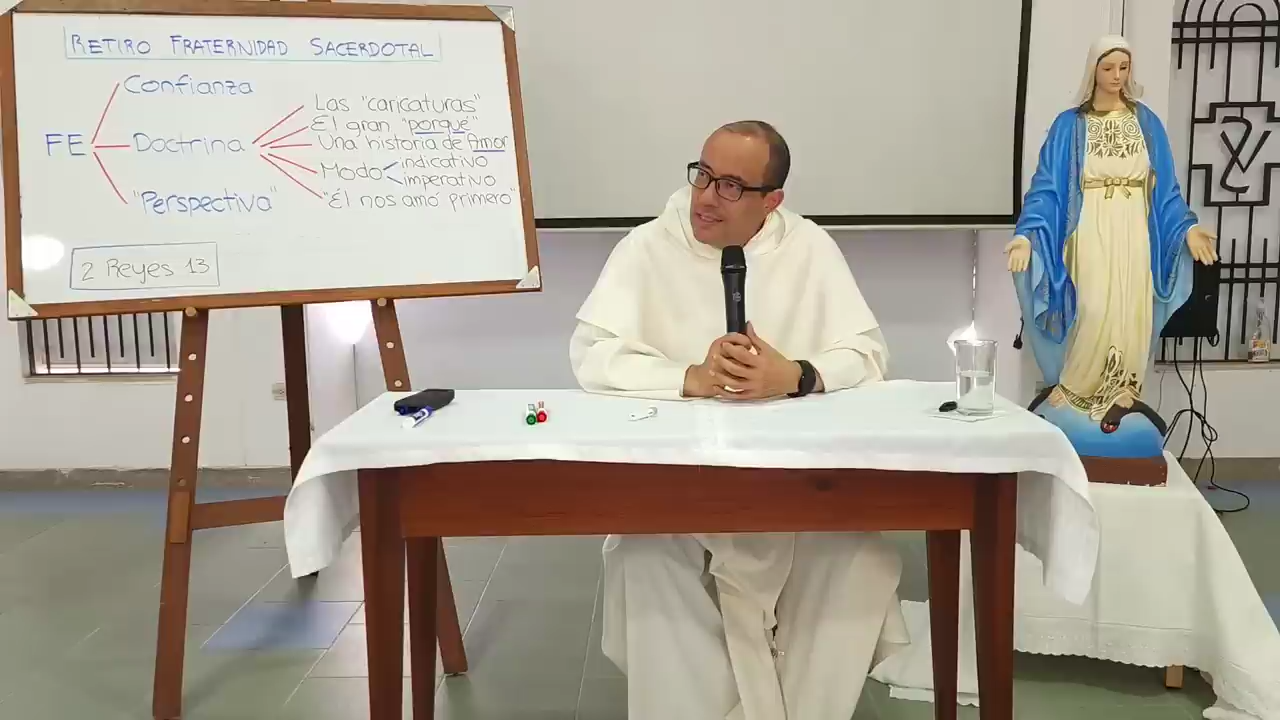 RETIRO FRATERNIDAD SACERDOTAL
Confianza
FE
Doctrina
"Perspectiva"
Las "caricaturas"
El gran "porqué"
Una historia de Amor
Modo
indicativo
imperativo
"Él nos amó primero"
2 Reyes 13